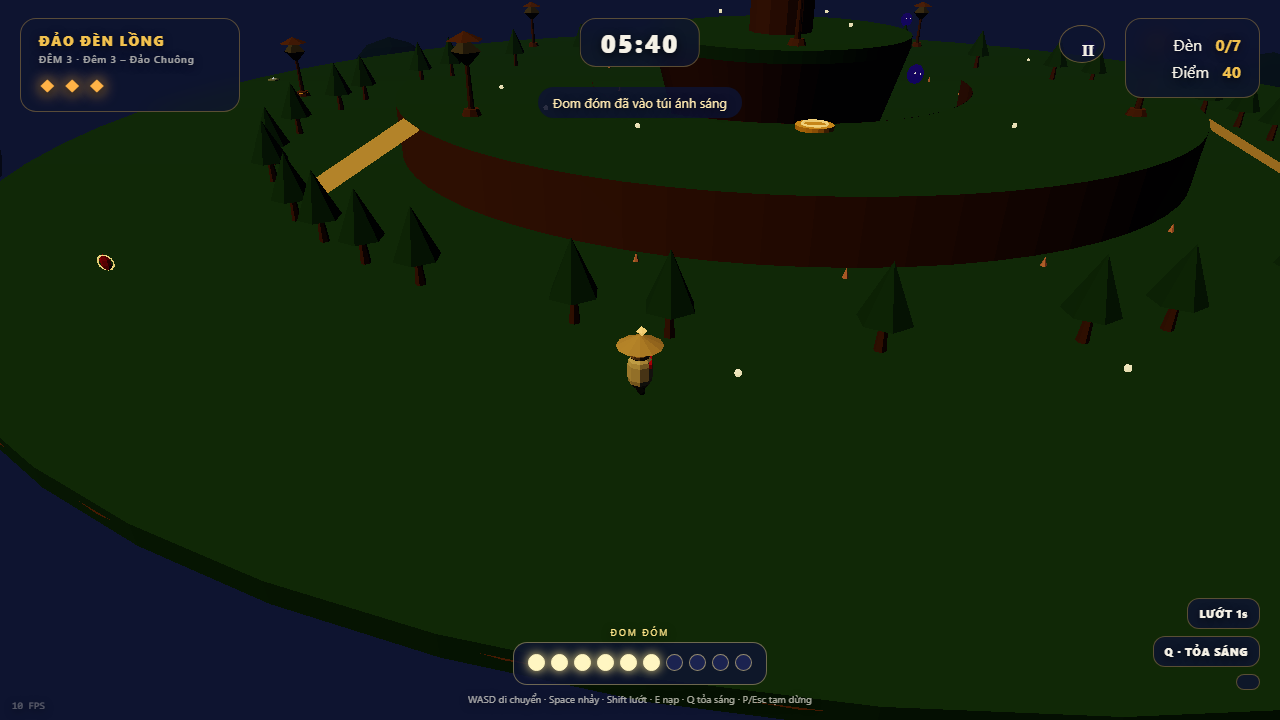 ĐẢO ĐÈN LỒNG
ĐÊM 3 · Đêm 3 – Đảo Chuông
05:40
II
Đèn 0/7
Điểm 40
Đom đóm đã vào túi ánh sáng
LƯỚT 1s
Q · TỎA SÁNG
ĐOM ĐÓM
WASD di chuyển · Space nhảy · Shift lướt · E nạp · Q tỏa sáng · P/Esc tạm dừng
10 FPS